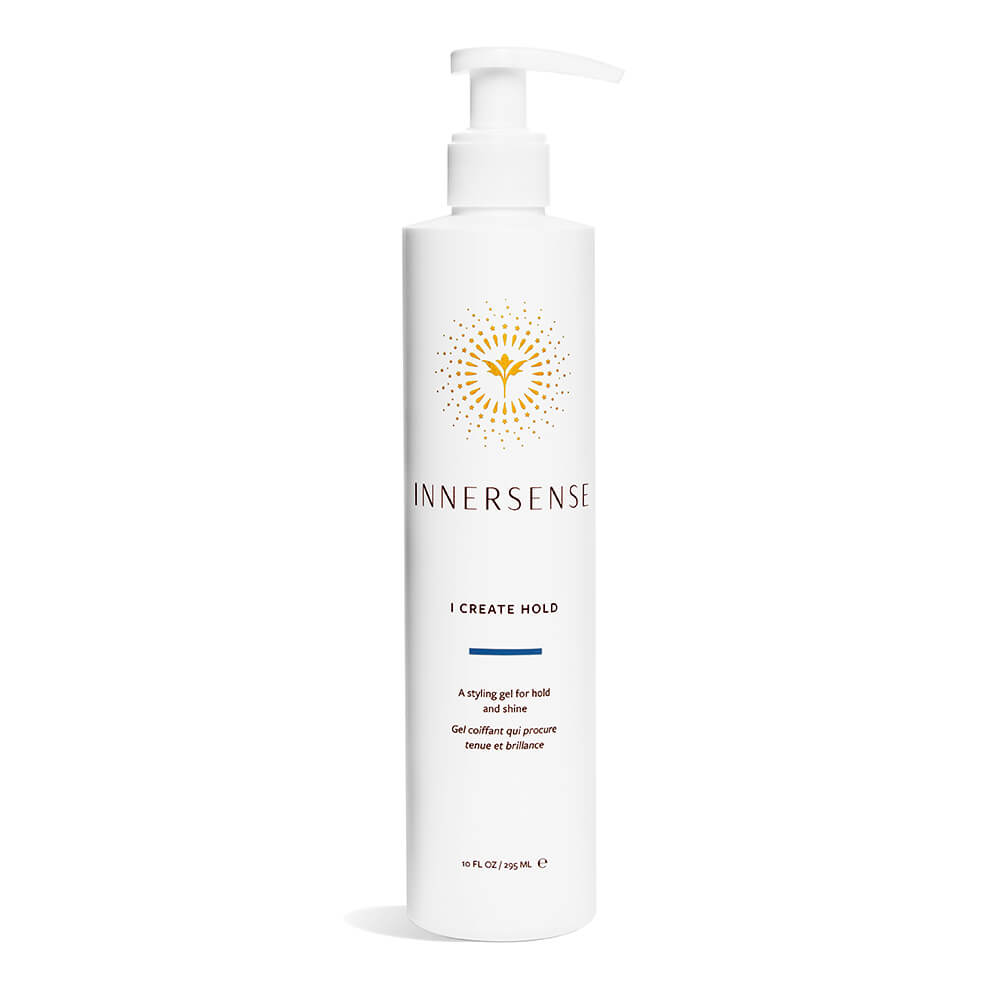 INNERSENSE
I CREATE HOLD
A styling gel for hold
and shine
Gel coiffant qui procure
tenue et brillance
10 FL OZ / 295 ML ℮